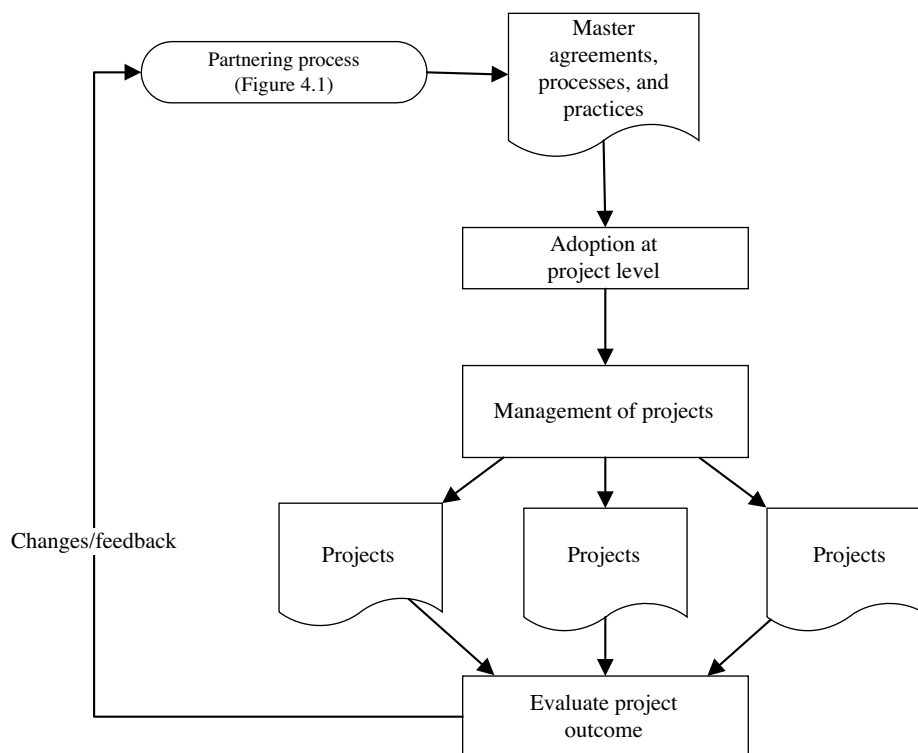 Partnering process
(Figure 4.1)
Master
agreements,
processes, and
practices
Adoption at
project level
Management of projects
Changes/feedback
Projects
Projects
Projects
Evaluate project
outcome